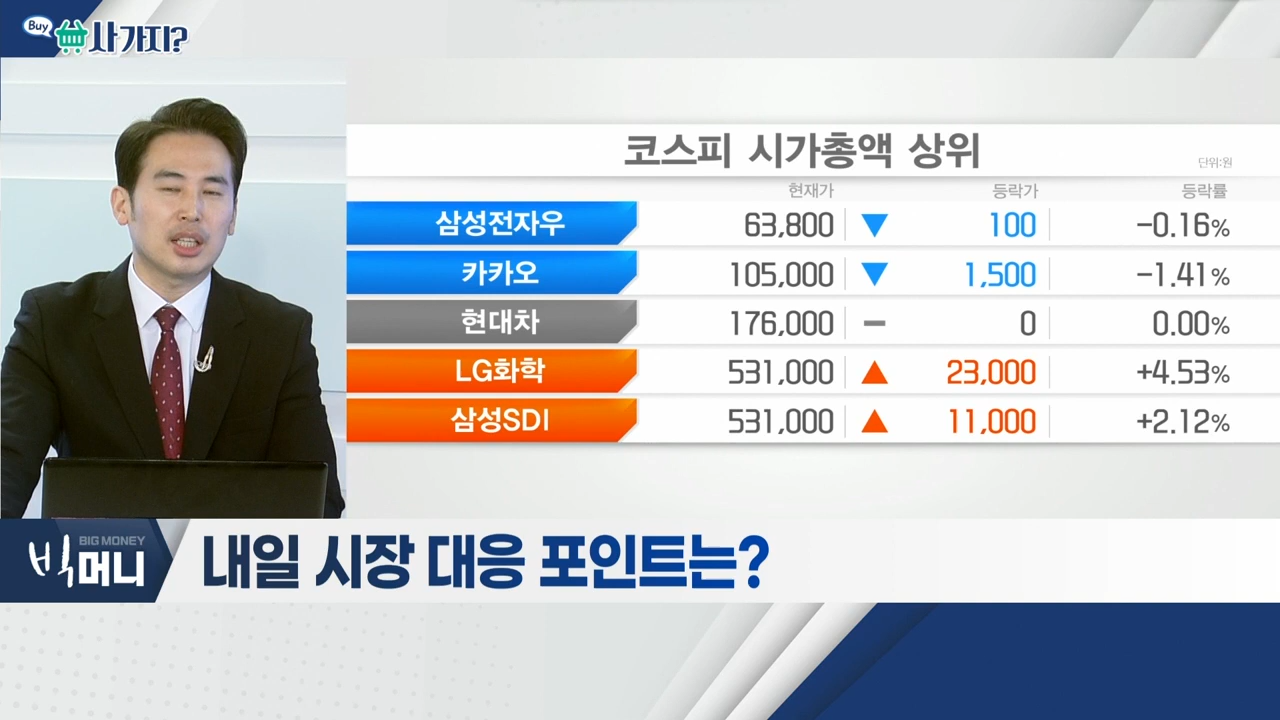 Buy
사가지?
코스피 시가총액 상위
단위:원
현재가 등락가 등락률
삼성전자우 63,800 ▼ 100 -0.16%
카카오 105,000 ▼ 1,500 -1.41%
현대차 176,000 - 0 0.00%
LG화학 531,000 ▲ 23,000 +4.53%
삼성SDI 531,000 ▲ 11,000 +2.12%
BIG MONEY
빅머니
내일 시장 대응 포인트는?